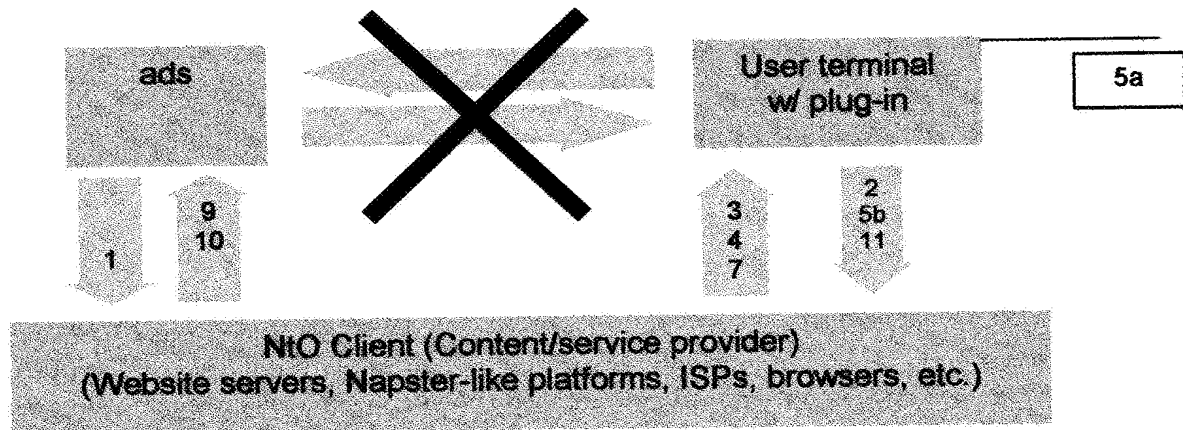 ads
User terminal
w/ plug-in
5a
1
9
10
3
4
7
2
5b
11
NtO Client (Content/service provider)
(Website servers, Napster-like platforms, ISPs, browsers, etc.)